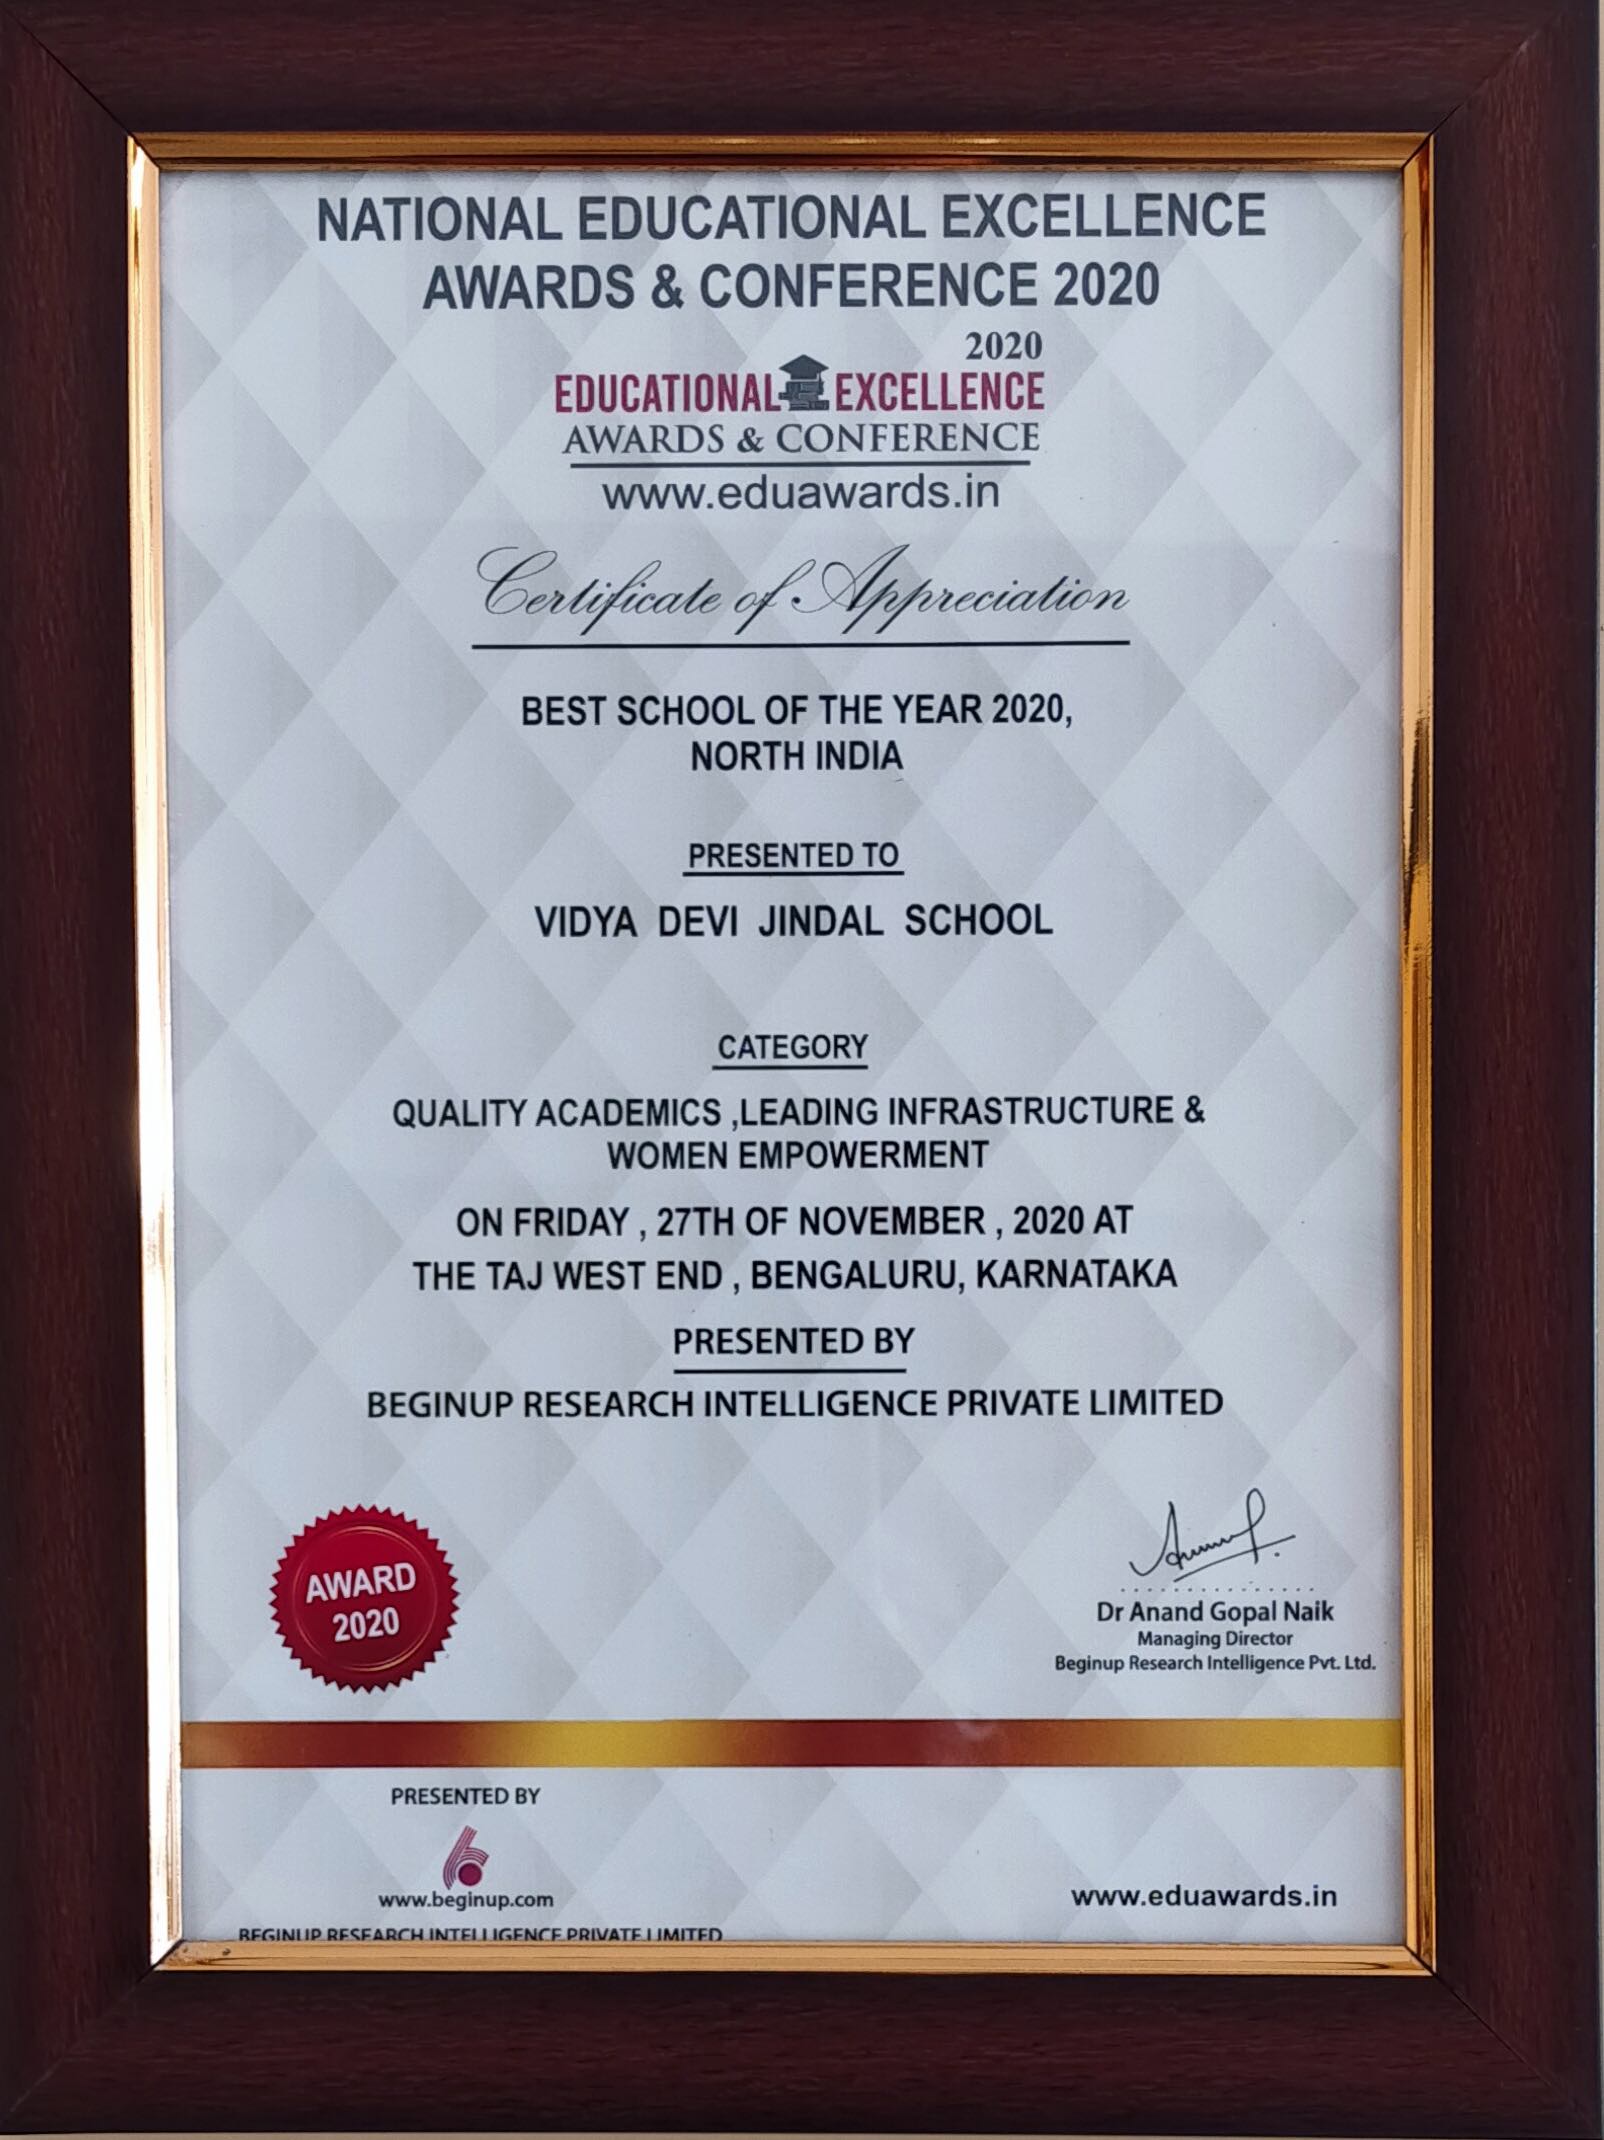 NATIONAL EDUCATIONAL EXCELLENCE
AWARDS & CONFERENCE 2020
2020
EDUCATIONAL EXCELLENCE
AWARDS & CONFERENCE
www.eduawards.in
Certificate of Appreciation
BEST SCHOOL OF THE YEAR 2020,
NORTH INDIA
PRESENTED TO
VIDYA DEVI JINDAL SCHOOL
CATEGORY
QUALITY ACADEMICS ,LEADING INFRASTRUCTURE &
WOMEN EMPOWERMENT
ON FRIDAY , 27TH OF NOVEMBER , 2020 AT
THE TAJ WEST END , BENGALURU, KARNATAKA
PRESENTED BY
BEGINUP RESEARCH INTELLIGENCE PRIVATE LIMITED
AWARD
2020
Dr Anand Gopal Naik
Managing Director
Beginup Research Intelligence Pvt. Ltd.
PRESENTED BY
www.beginup.com
www.eduawards.in
BEGINUP RESEARCH INTELLIGENCE PRIVATE LIMITED